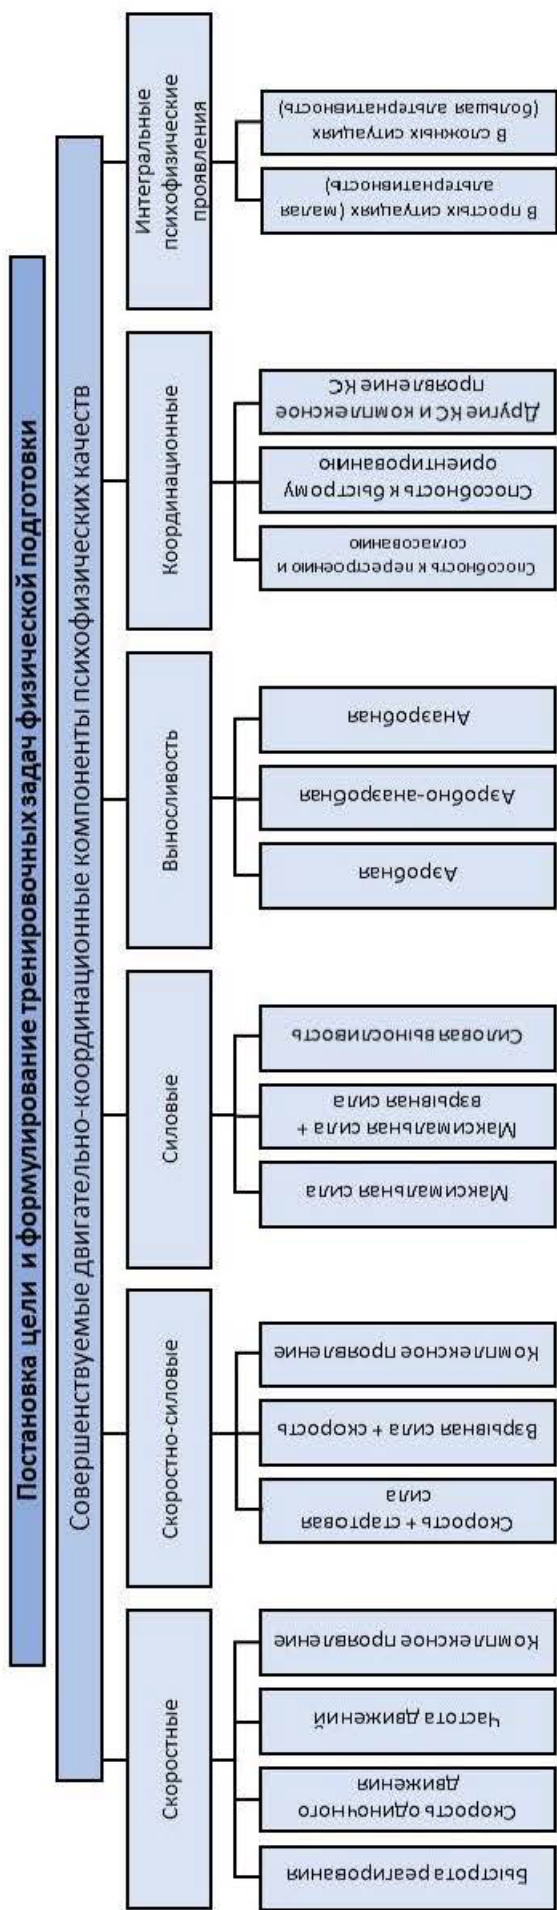 Постановка цели и формулирование тренировочных задач физической подготовки
Совершенствуемые двигательно-координационные компоненты психофизических качеств
Скоростные
Быстрота реагирования
Скорость одиночного
движения
Частота движений
Комплексное проявление
Скоростно-силовые
Скорость + стартовая
сила
Взрывная сила + скорость
Комплексное проявление
Силовые
Максимальная сила
Максимальная сила +
взрывная сила
Силовая выносливость
Выносливость
Аэробная
Аэробно-анаэробная
Анаэробная
Координационные
Способность к перестроению и
согласованию
Способность к быстрому
ориентированию
Другие КС и комплексное
проявление КС
Интегральные
психофизические
проявления
В простых ситуациях (малая
альтернативность)
В сложных ситуациях
(большая альтернативность)